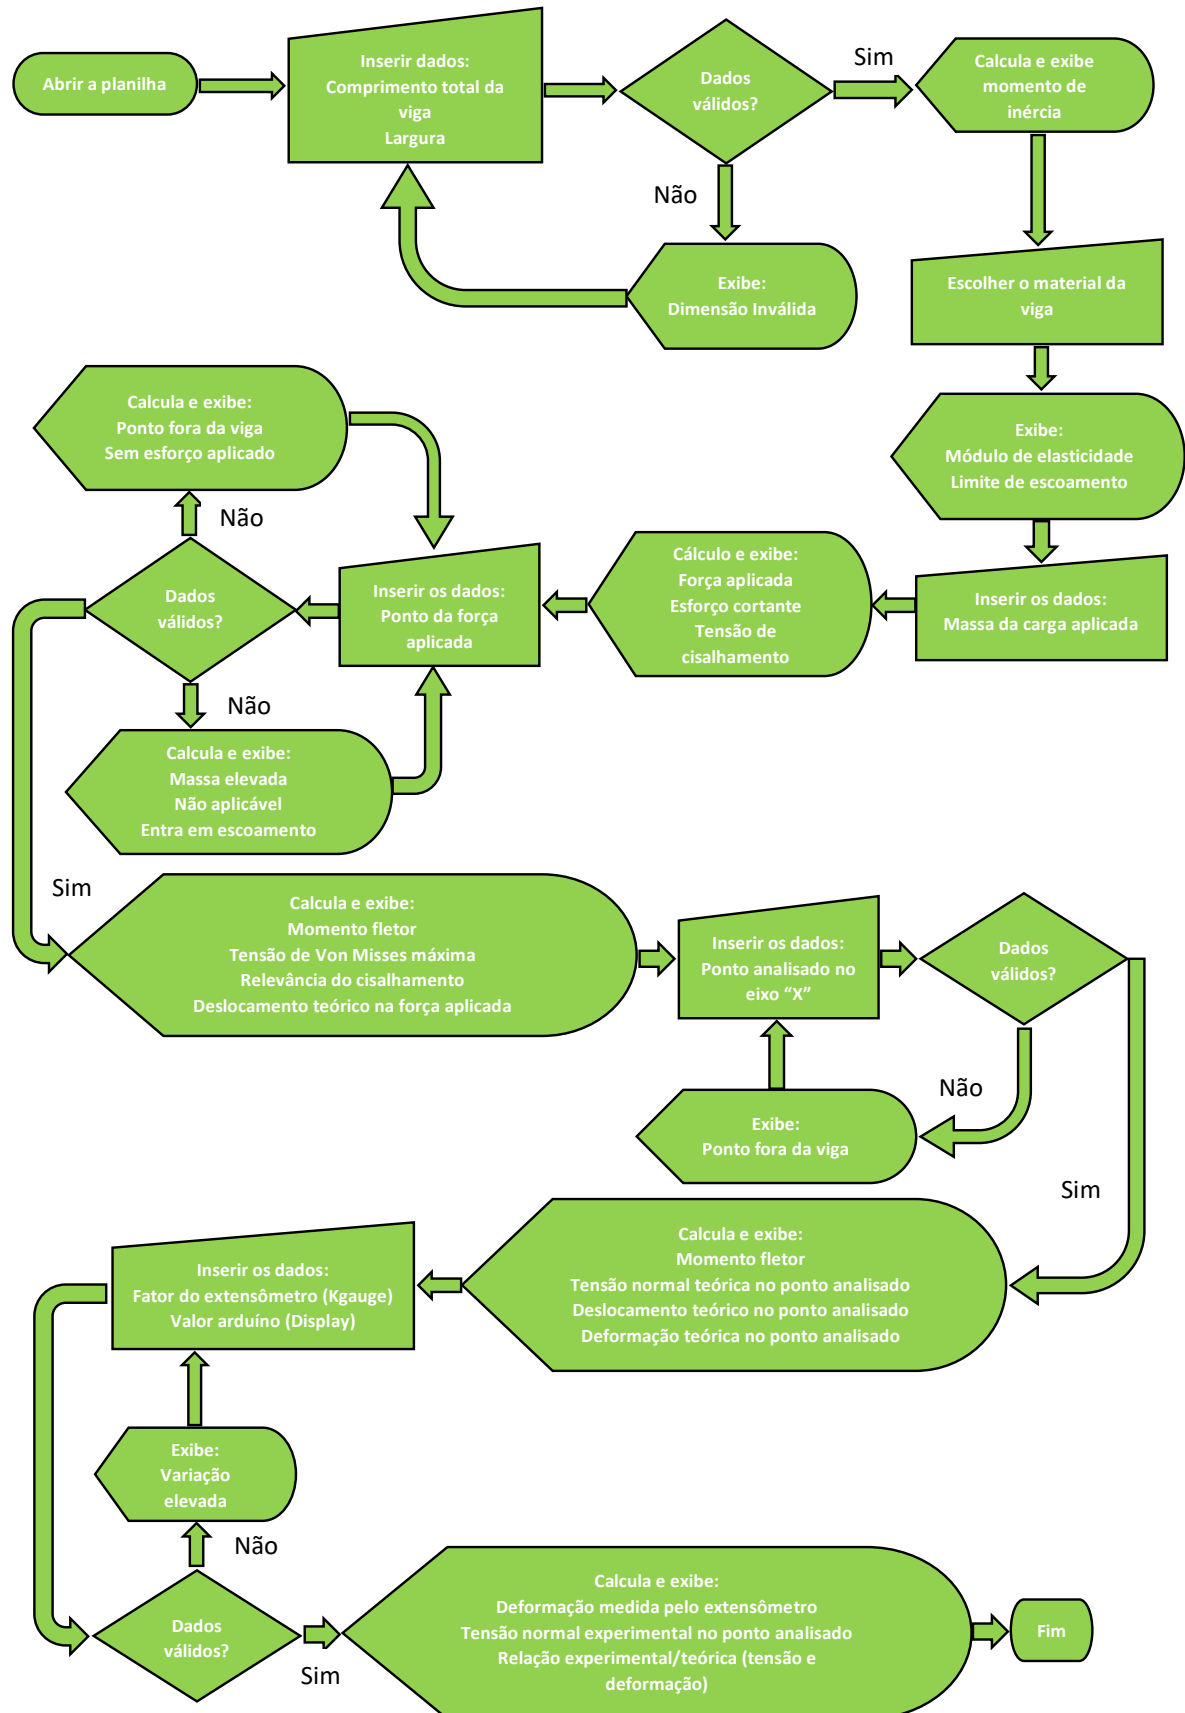 Abrir a planilha
Inserir dados:
Comprimento total da
viga
Largura
Dados
válidos?
Sim
Calcula e exibe
momento de
inércia
Não
Exibe:
Dimensão Inválida
Escolher o material da
viga
Exibe:
Módulo de elasticidade
Limite de escoamento
Inserir os dados:
Massa da carga aplicada
Cálculo e exibe:
Força aplicada
Esforço cortante
Tensão de
cisalhamento
Inserir os dados:
Ponto da força
aplicada
Dados
válidos?
Não
Calcula e exibe:
Ponto fora da viga
Sem esforço aplicado
Não
Calcula e exibe:
Massa elevada
Não aplicável
Entra em escoamento
Sim
Calcula e exibe:
Momento fletor
Tensão de Von Misses máxima
Relevância do cisalhamento
Deslocamento teórico na força aplicada
Inserir os dados:
Ponto analisado no
eixo “X”
Dados
válidos?
Não
Exibe:
Ponto fora da viga
Sim
Calcula e exibe:
Momento fletor
Tensão normal teórica no ponto analisado
Deslocamento teórico no ponto analisado
Deformação teórica no ponto analisado
Inserir os dados:
Fator do extensômetro (Kgauge)
Valor arduíno (Display)
Exibe:
Variação
elevada
Não
Dados
válidos?
Sim
Calcula e exibe:
Deformação medida pelo extensômetro
Tensão normal experimental no ponto analisado
Relação experimental/teórica (tensão e
deformação)
Fim